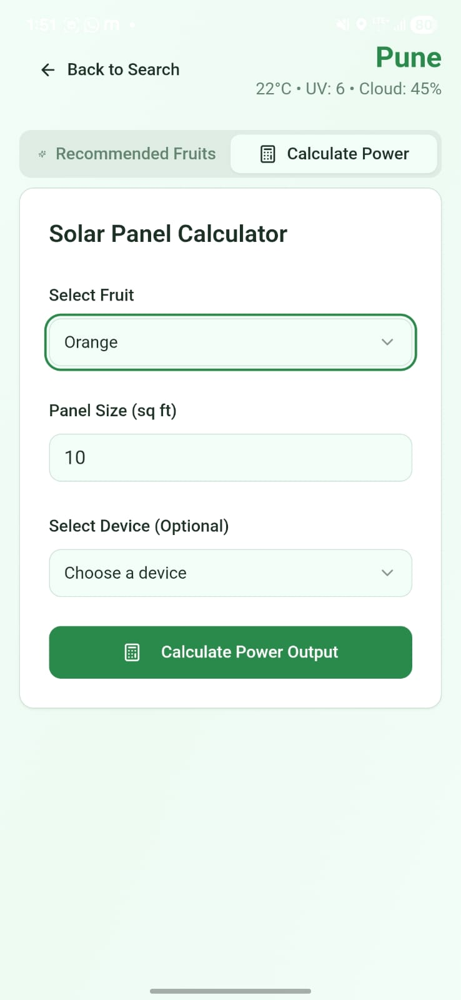 1:51
80
Back to Search
Pune
22°C • UV: 6 • Cloud: 45%
Recommended Fruits
Calculate Power
Solar Panel Calculator
Select Fruit
Orange
Panel Size (sq ft)
10
Select Device (Optional)
Choose a device
Calculate Power Output